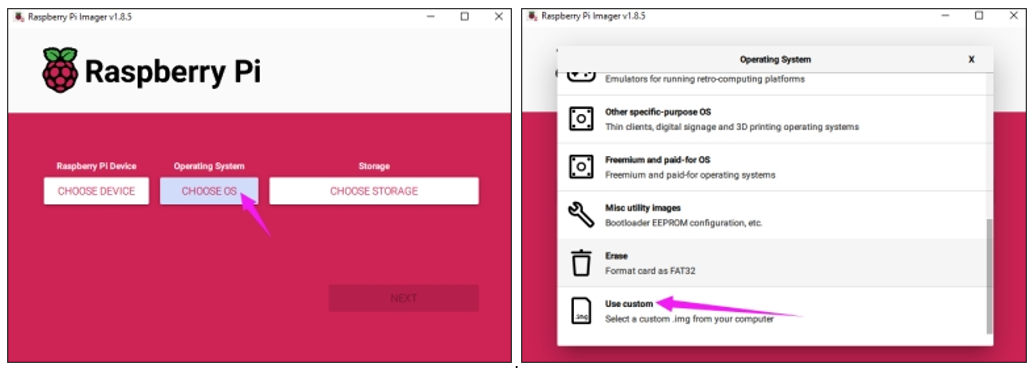 Raspberry Pi Imager v1.8.5
Raspberry Pi
Raspberry Pi Device
Operating System
Storage
CHOOSE DEVICE
CHOOSE OS
CHOOSE STORAGE
NEXT
Raspberry Pi Imager v1.8.5
Operating System
X
Emulators for running retro-computing platforms
Other specific-purpose OS
Thin clients, digital signage and 3D printing operating systems
Freemium and paid-for OS
Freemium and paid-for operating systems
Misc utility images
Bootloader EEPROM configuration, etc.
Erase
Format card as FAT32
Use custom
.img
Select a custom .img from your computer